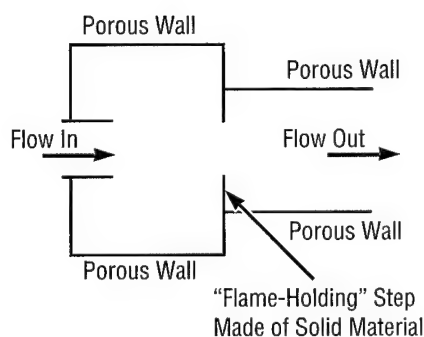 Porous Wall
Porous Wall
Flow In
Flow Out
Porous Wall
Porous Wall
“Flame-Holding” Step
Made of Solid Material